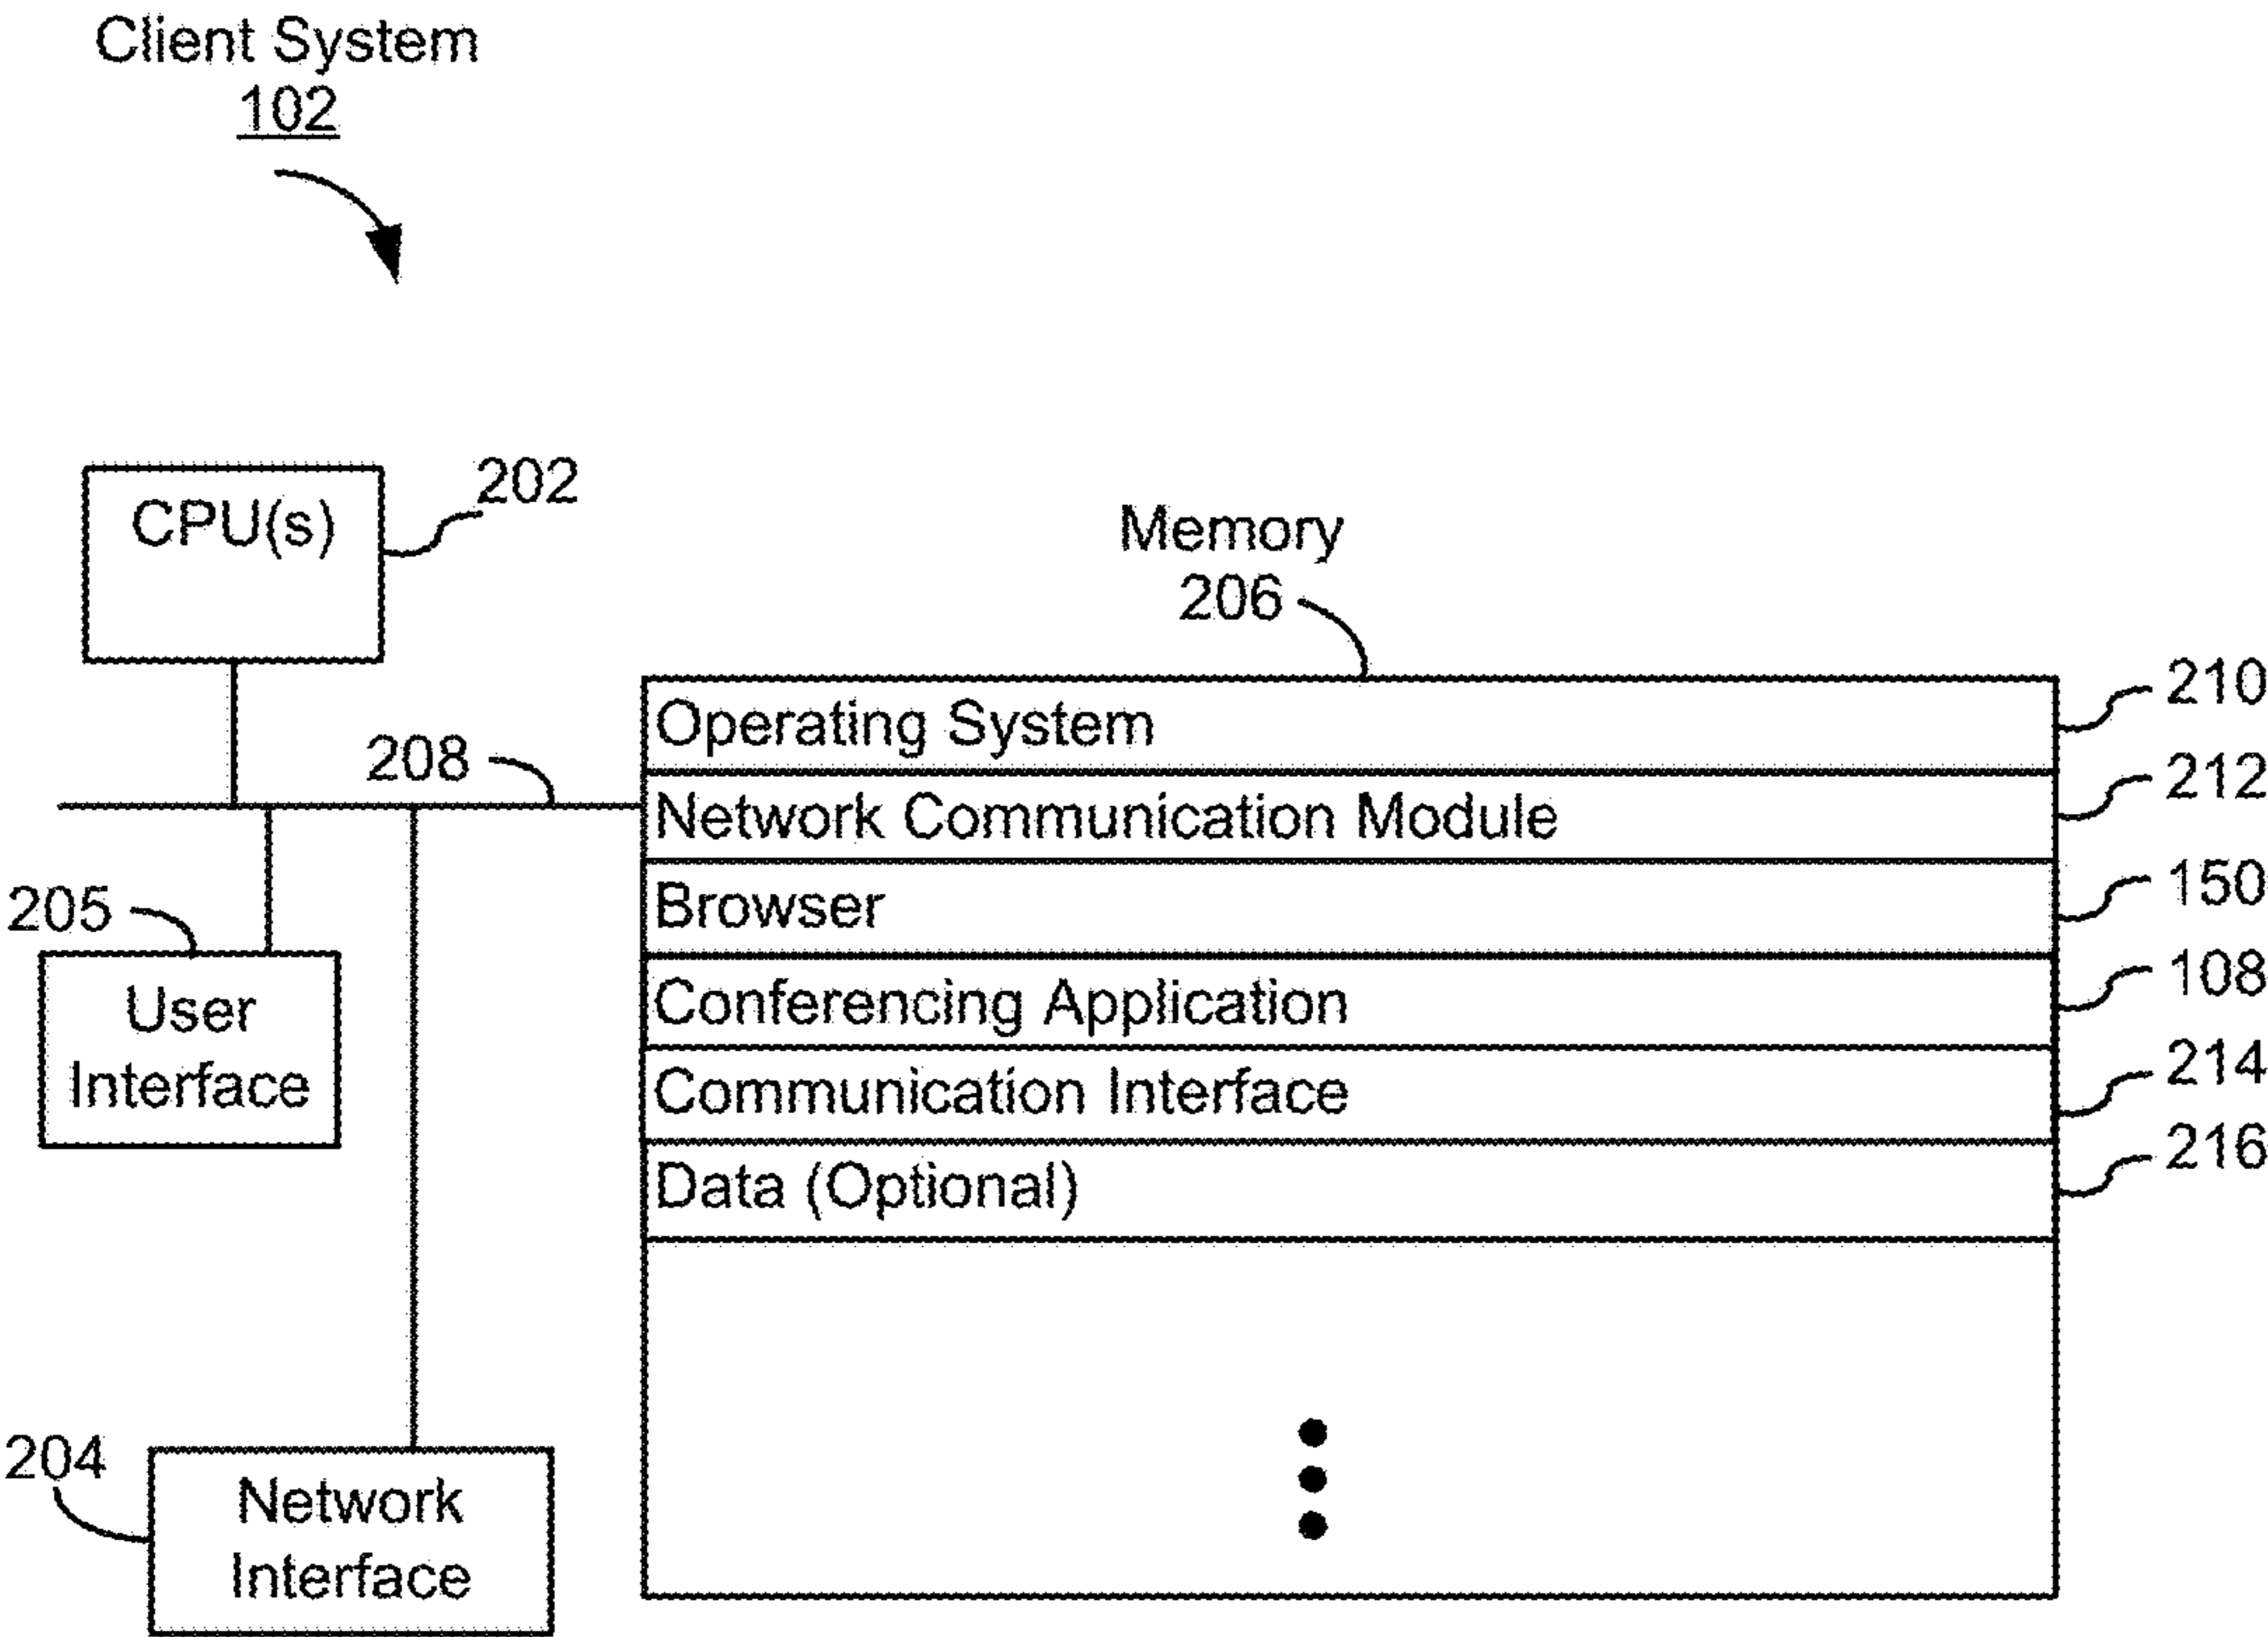 Client System
102
CPU(s)
202
Memory
206
208
Operating System
210
Network Communication Module
212
Browser
150
Conferencing Application
108
Communication Interface
214
Data (Optional)
216
205
User
Interface
204
Network
Interface